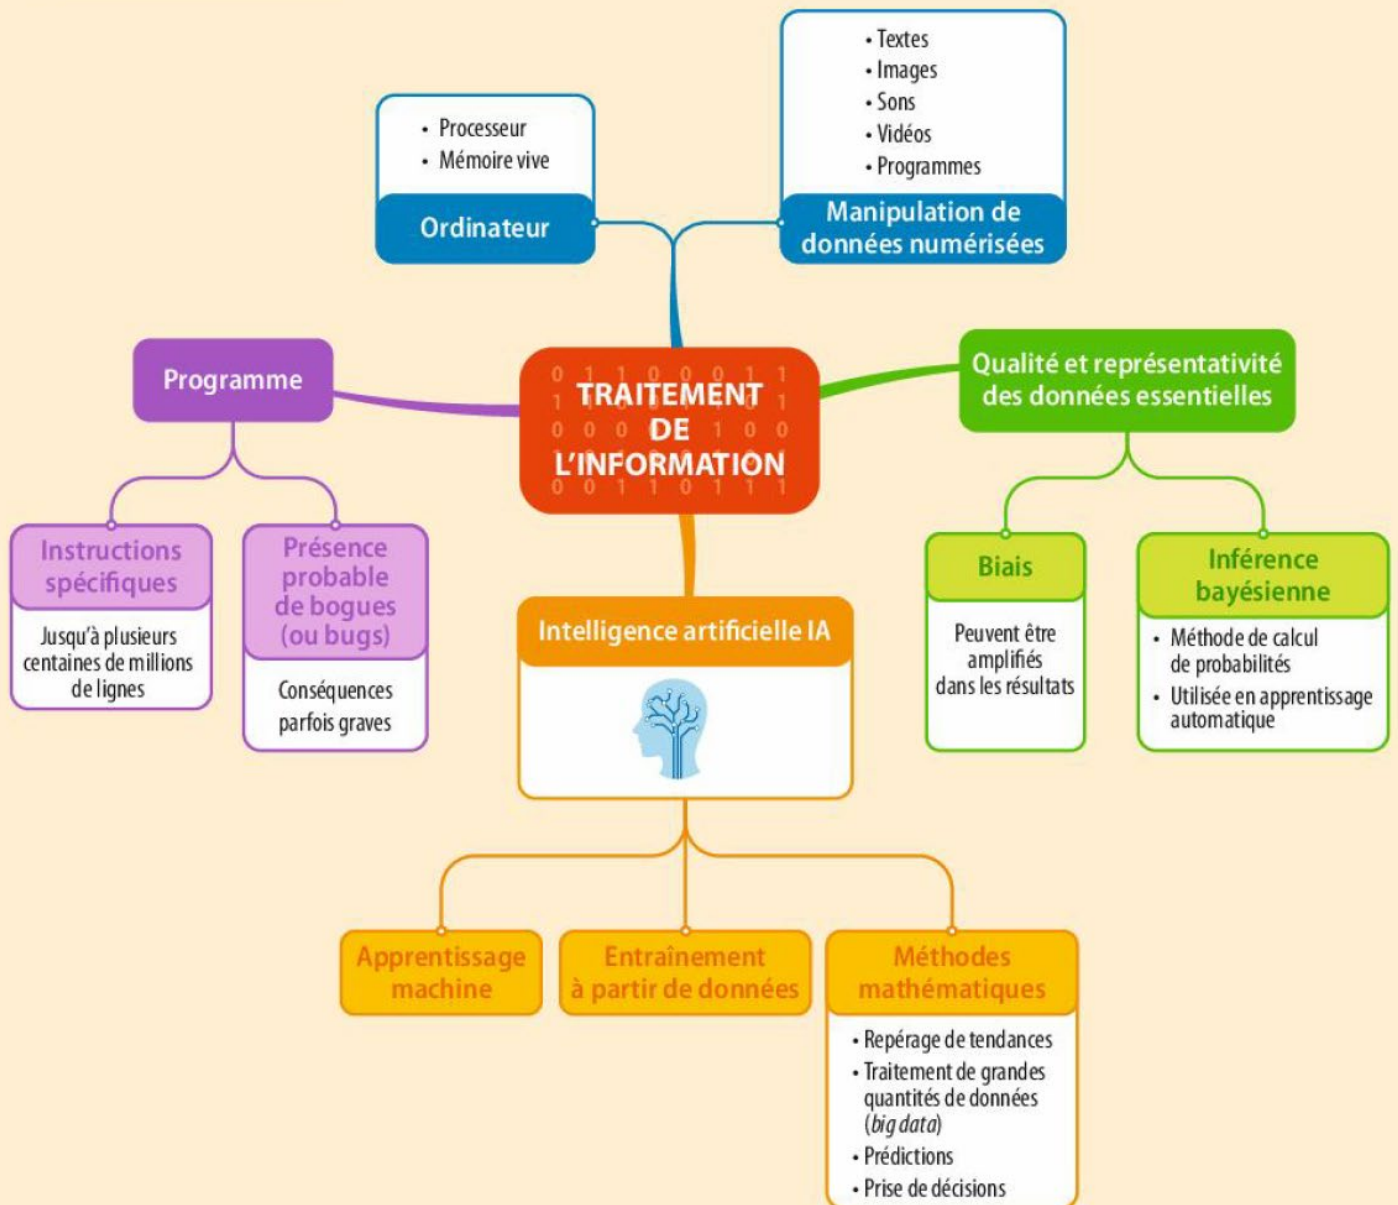 • Textes
• Images
• Sons
• Vidéos
• Programmes
Manipulation de
données numérisées
• Processeur
• Mémoire vive
Ordinateur
Programme
Instructions
spécifiques
Jusqu'à plusieurs
centaines de millions
de lignes
Présence
probable
de bogues
(ou bugs)
Conséquences
parfois graves
TRAITEMENT
DE
L'INFORMATION
Qualité et représentativité
des données essentielles
Biais
Peuvent être
amplifiés
dans les résultats
Inférence
bayésienne
• Méthode de calcul
de probabilités
• Utilisée en apprentissage
automatique
Intelligence artificielle IA
Apprentissage
machine
Entraînement
à partir de données
Méthodes
mathématiques
• Repérage de tendances
• Traitement de grandes
quantités de données
(big data)
• Prédictions
• Prise de décisions